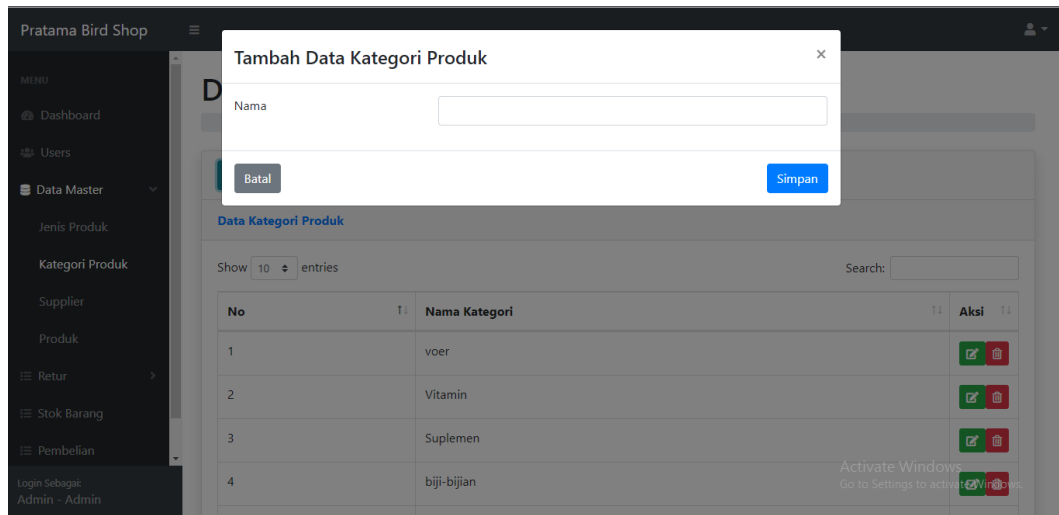 Pratama Bird Shop
Tambah Data Kategori Produk ×
MENU
Dashboard
Users
Data Master
Jenis Produk
Kategori Produk
Supplier
Produk
Retur
Stok Barang
Pembelian
Login Sebagai:
Admin - Admin
D
Nama
Batal Simpan
Data Kategori Produk
Show 10 entries Search:
No Nama Kategori Aksi
1 voer
2 Vitamin
3 Suplemen
4 biji-bijian
Activate Windows
Go to Settings to activate Windows.